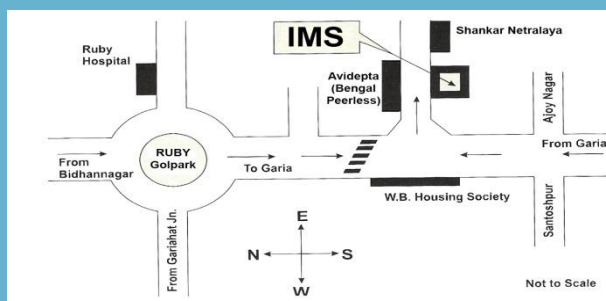 IMS
Shankar Netralaya
Ruby
Hospital
Avidepta
(Bengal
Peerless)
Ajoy Nagar
RUBY
Golpark
From
Bidhannagar
To Garia
From Garia
W.B. Housing Society
Santoshpur
From Gariahat Jn.
E
N
S
W
Not to Scale